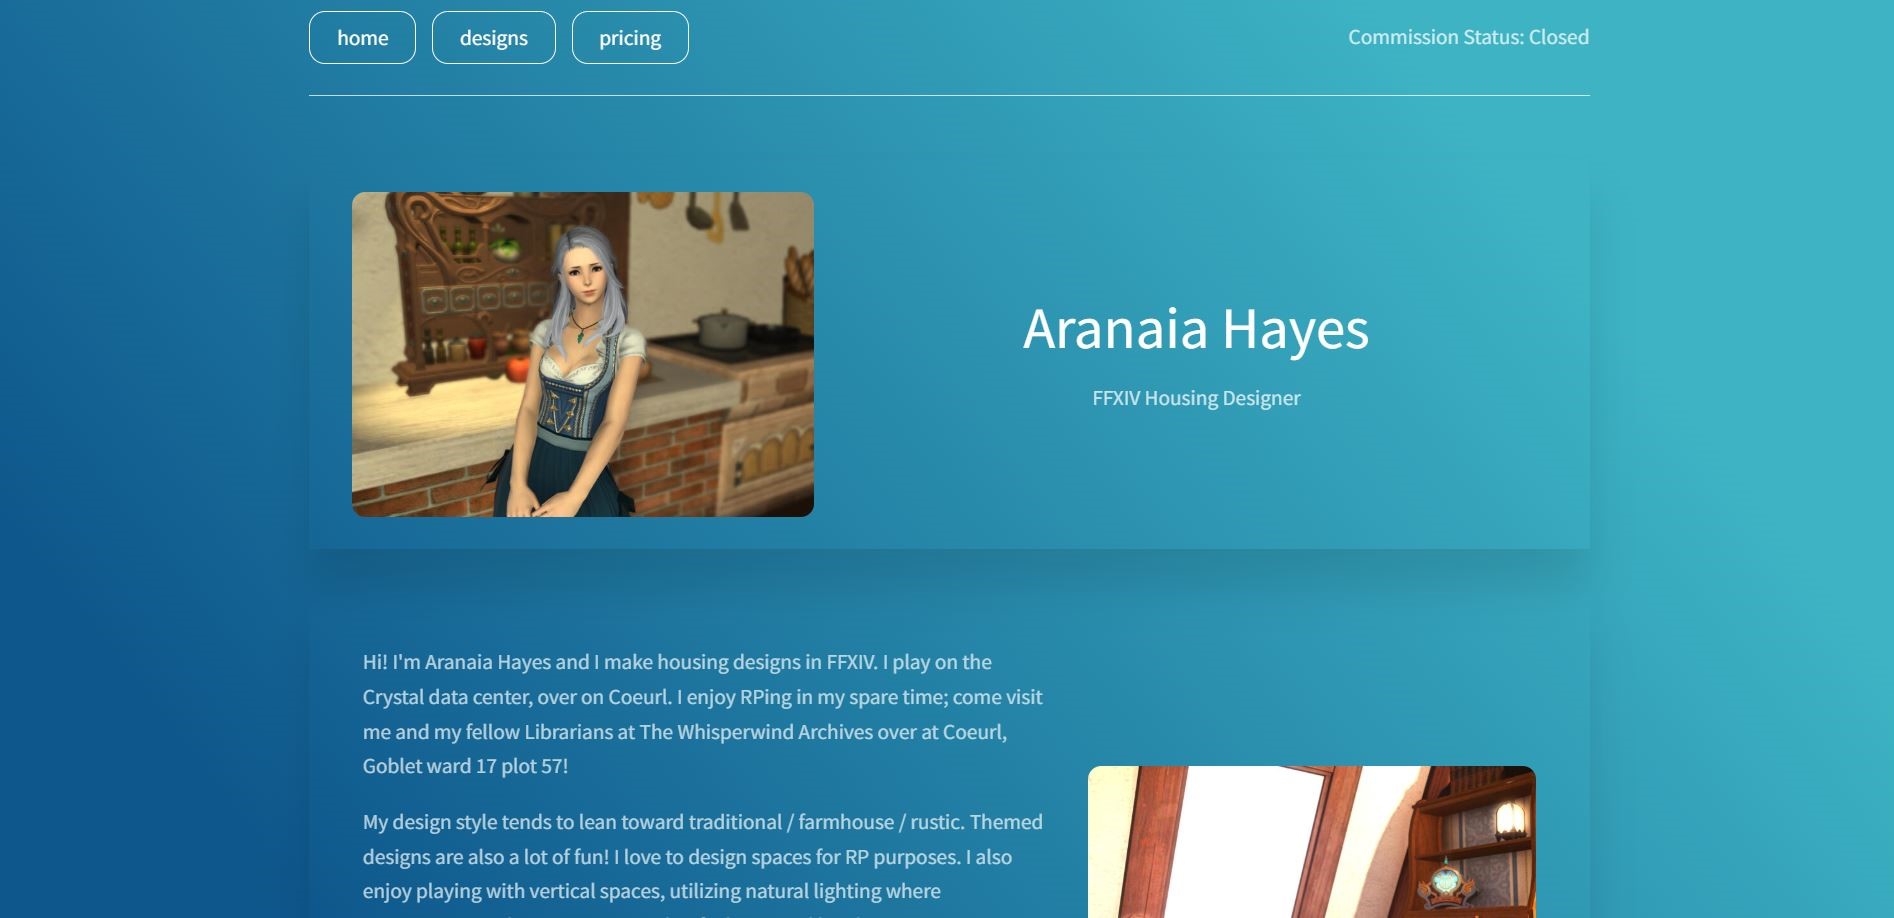 home designs pricing Commission Status: Closed
Aranaia Hayes
FFXIV Housing Designer
Hi! I'm Aranaia Hayes and I make housing designs in FFXIV. I play on the
Crystal data center, over on Coeurl. I enjoy RPing in my spare time; come visit
me and my fellow Librarians at The Whisperwind Archives over at Coeurl,
Goblet ward 17 plot 57!
My design style tends to lean toward traditional / farmhouse / rustic. Themed
designs are also a lot of fun! I love to design spaces for RP purposes. I also
enjoy playing with vertical spaces, utilizing natural lighting where